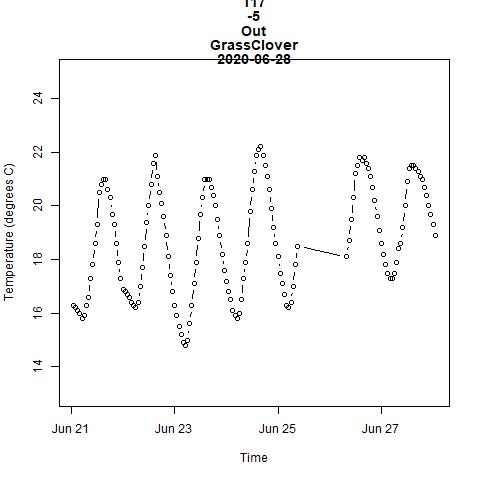 T17
-5
Out
GrassClover
2020-06-28
Temperature (degrees C)
24
22
20
18
16
14
Jun 21
Jun 23
Jun 25
Jun 27
Time